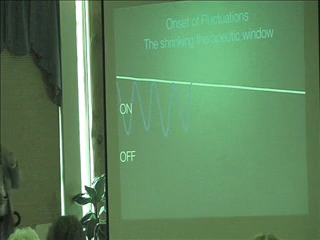 Onset of Fluctuations
The shrinking therapeutic window
ON
OFF